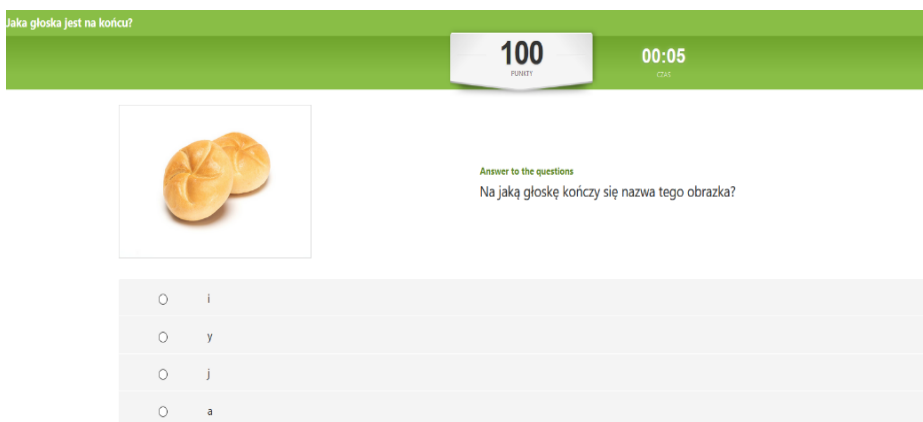 Jaka głoska jest na końcu?
100
PUNKTY
00:05
CZAS
Answer to the questions
Na jaką głoskę kończy się nazwa tego obrazka?
i
y
j
a